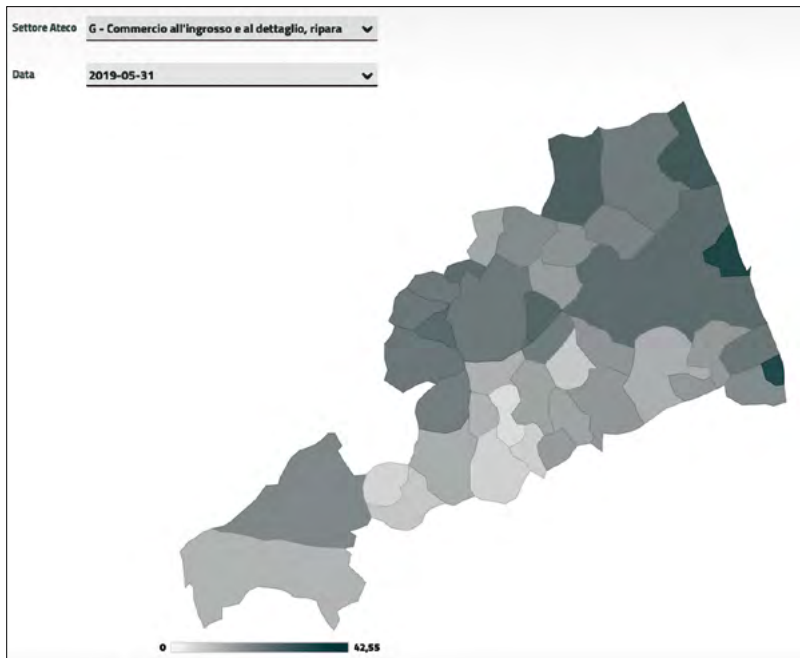 Settore Ateco G - Commercio all'ingrosso e al dettaglio, ripara
Data 2019-05-31
0 42,55